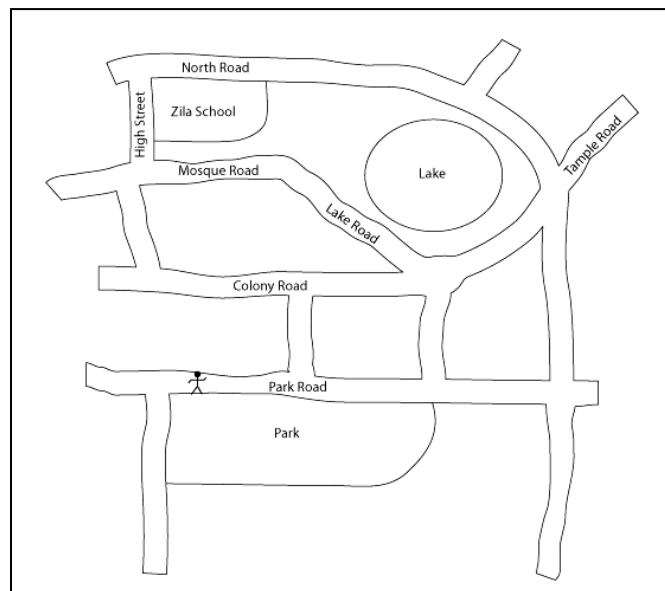 North Road
High Street
Zila School
Mosque Road
Lake Road
Lake
Tample Road
Colony Road
Park Road
Park